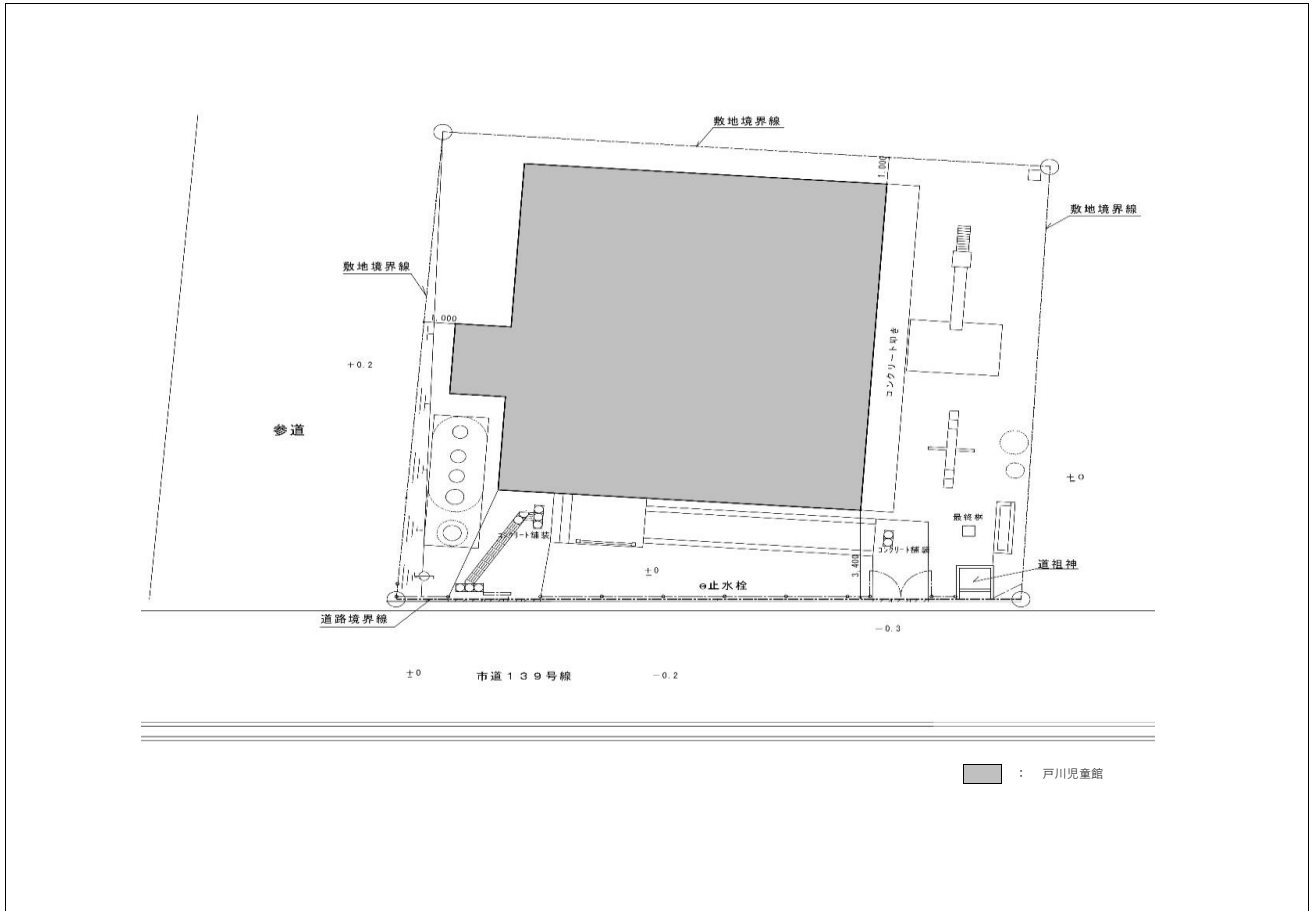 敷地境界線
1.000
敷地境界線
敷地境界線
1.000
+0.2
コンクリート叩き
参道
±0
最終桝
コンクリート舗装
コンクリート舗装
3.400
道祖神
±0
止水栓
道路境界線
-0.3
±0
市道139号線
-0.2
： 戸川児童館